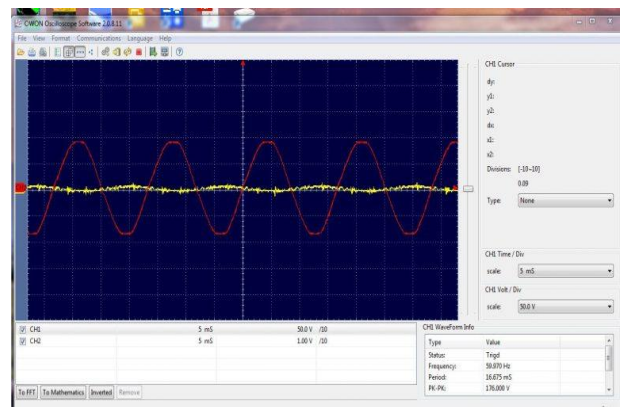 OWON Oscilloscope Software 2.0.8.11
File View Format Communications Language Help
CH1 Cursor
dy:
y1:
y2:
dx:
x1:
x2:
Divisions: [-10~10]
0.09
Type: None
CH1 Time / Div
scale: 5 mS
CH1 Volt / Div
scale: 50.0 V
CH1 5 mS 50.0 V /10
CH2 5 mS 1.00 V /10
To FFT To Mathematics Inverted Remove
CH1 WaveForm Info
Type Value
Status: Trigd
Frequency: 59.970 Hz
Period: 16.675 mS
PK-PK: 176.000 V